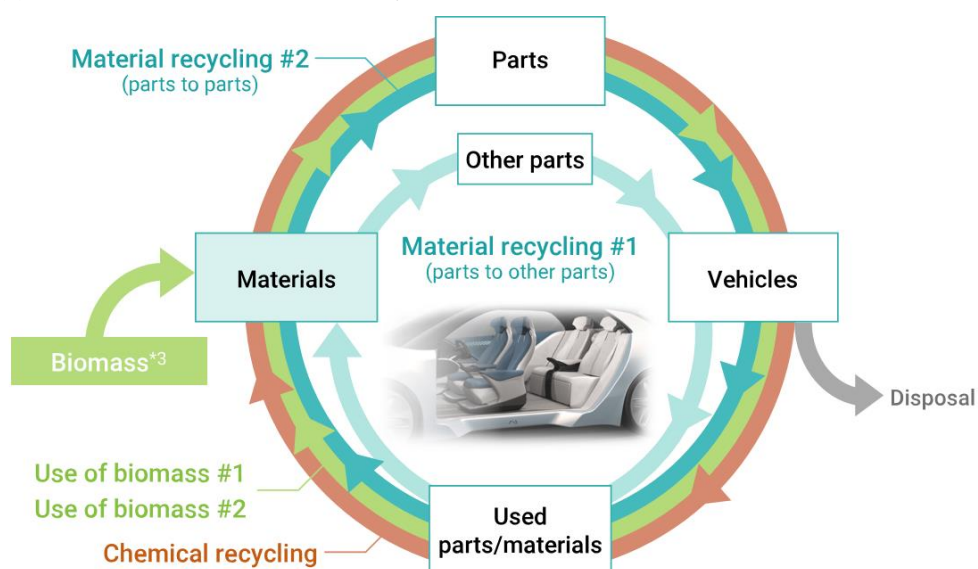 Material recycling #2
(parts to parts)
Parts
Other parts
Material recycling #1
(parts to other parts)
Materials
Vehicles
Biomass*3
Disposal
Use of biomass #1
Use of biomass #2
Used
parts/materials
Chemical recycling